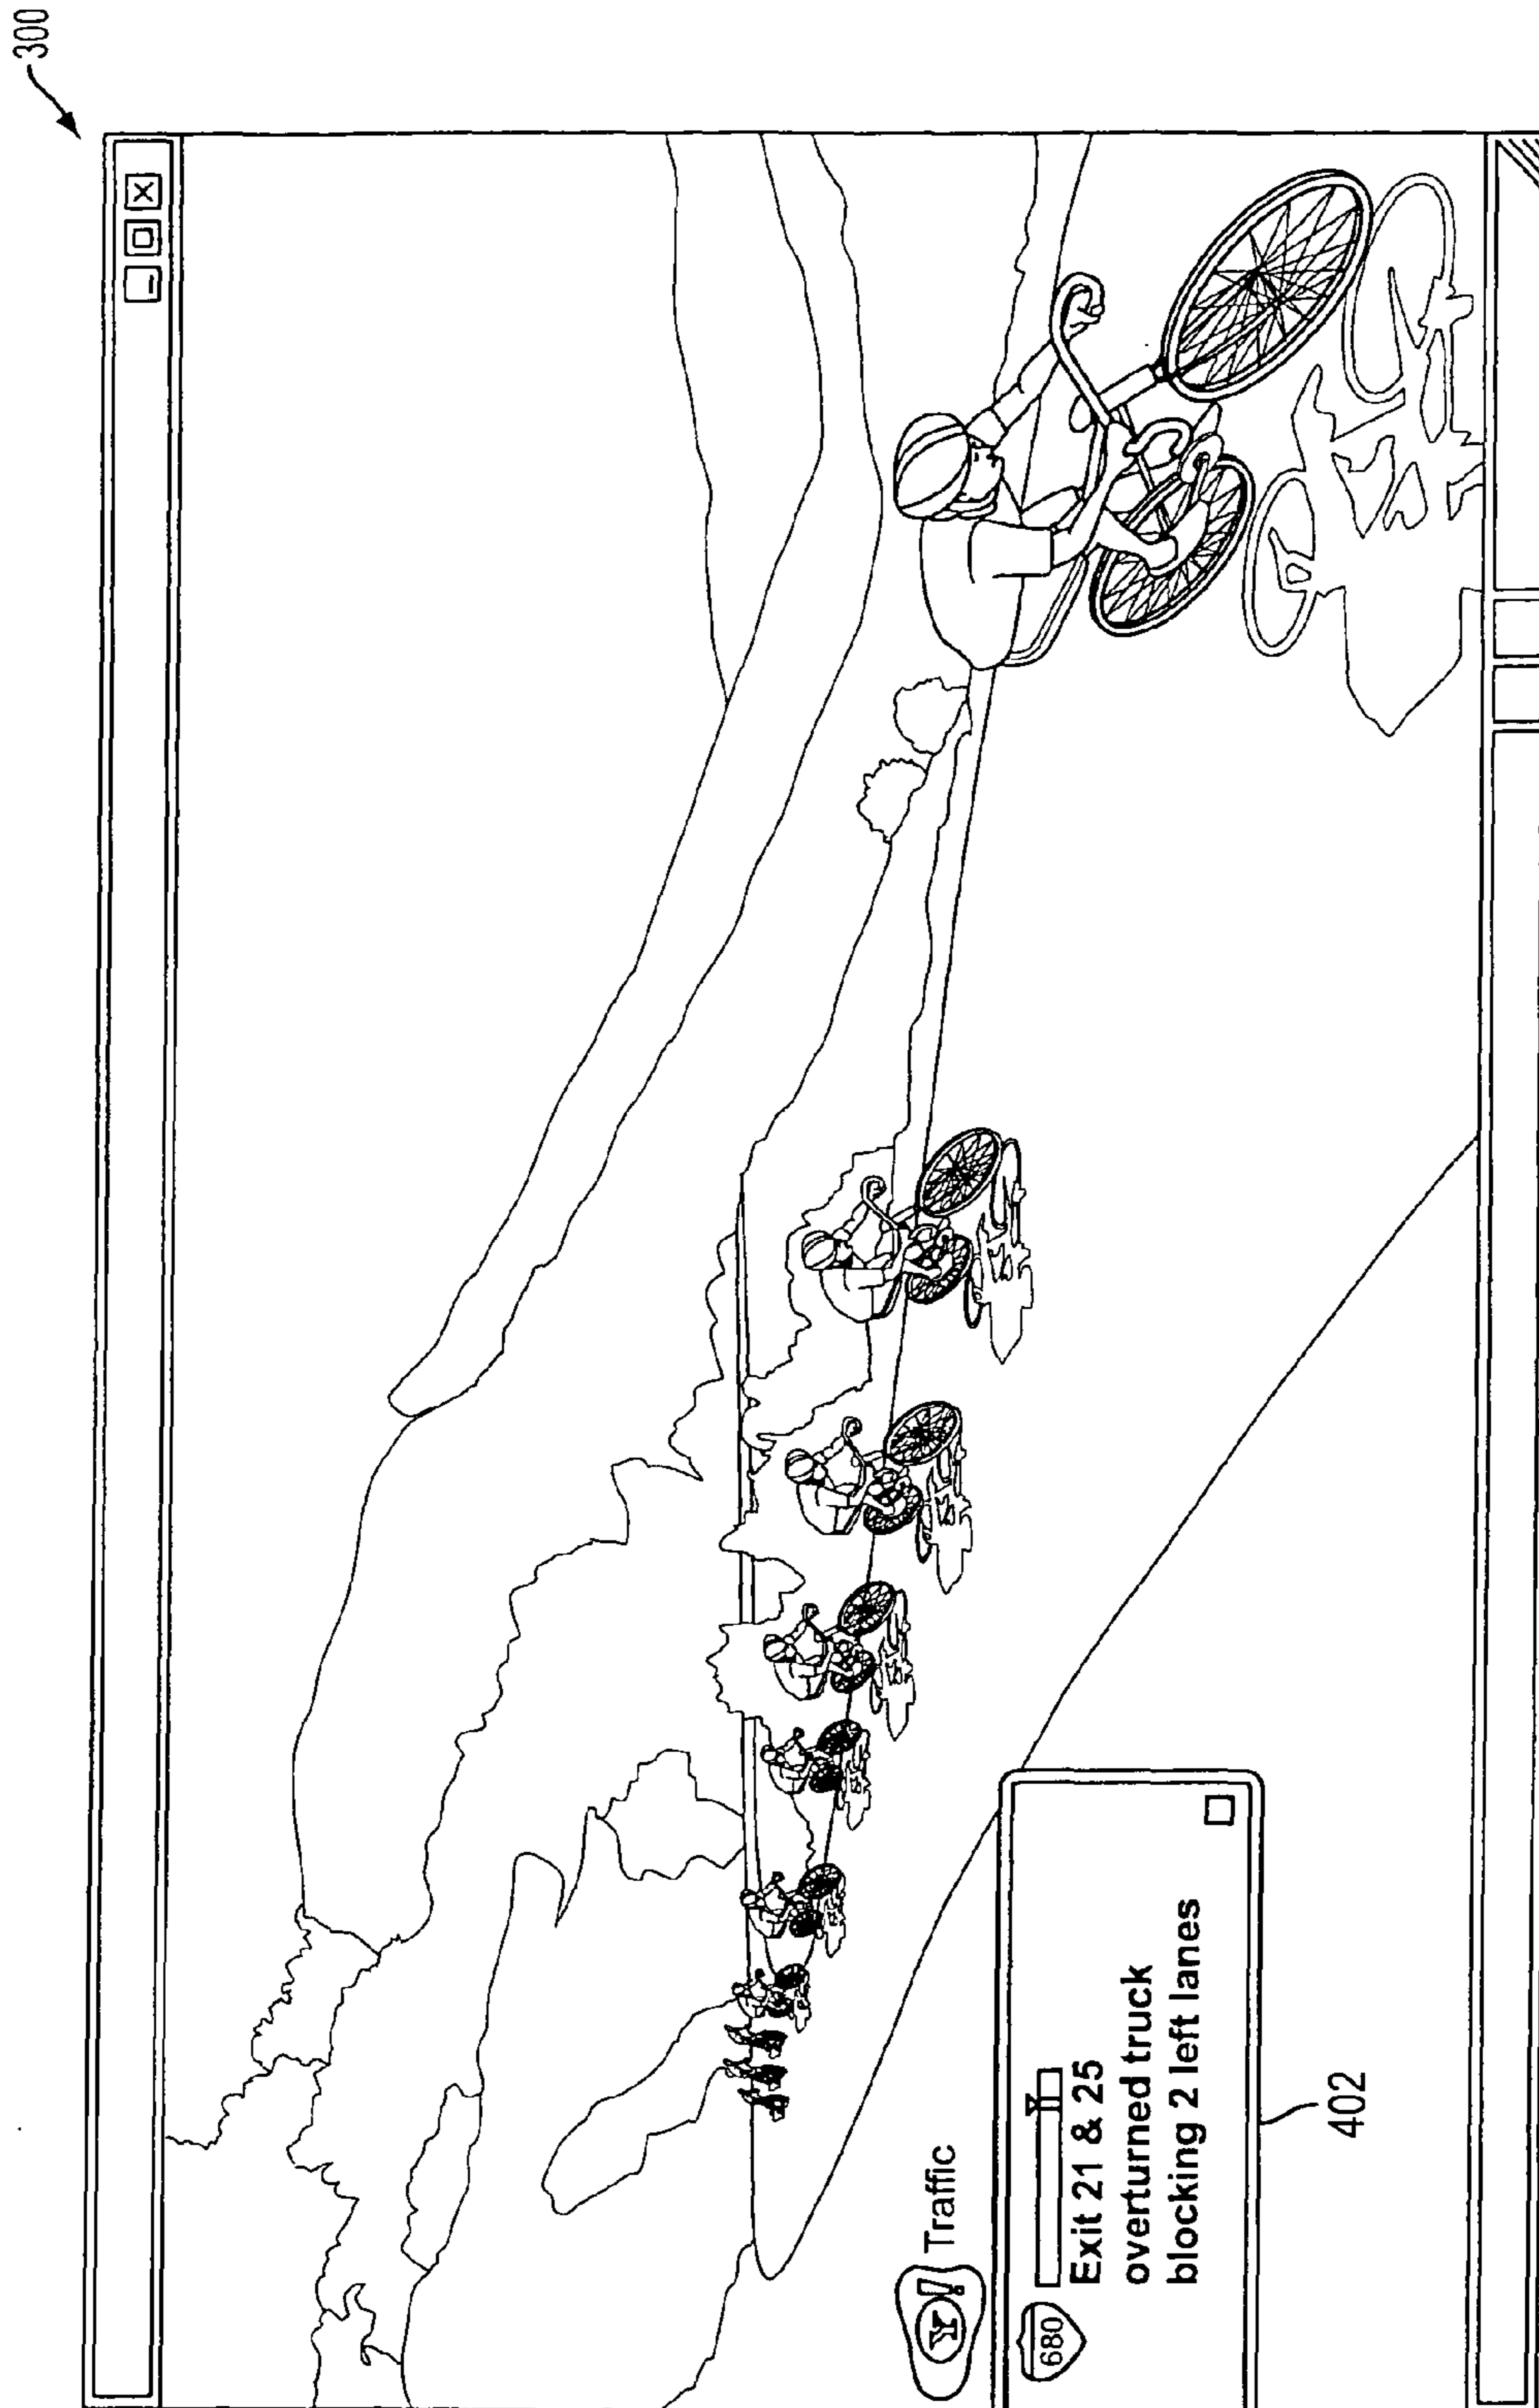 300
Y! Traffic
680
Exit 21 & 25
overturned truck
blocking 2 left lanes
402